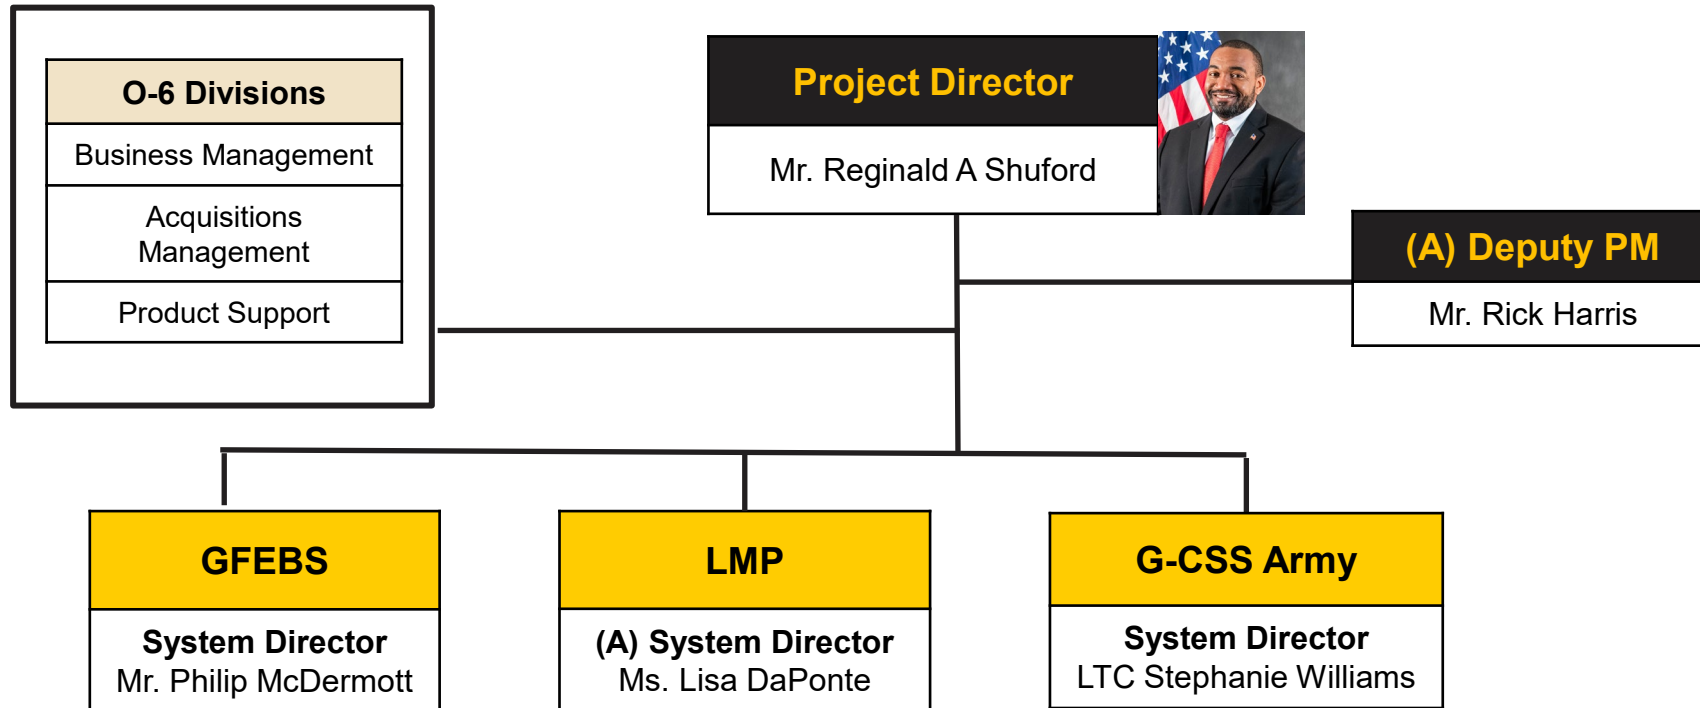 O-6 Divisions
Business Management
Acquisitions
Management
Product Support
Project Director
Mr. Reginald A Shuford
(A) Deputy PM
Mr. Rick Harris
GFEBS
System Director
Mr. Philip McDermott
LMP
(A) System Director
Ms. Lisa DaPonte
G-CSS Army
System Director
LTC Stephanie Williams